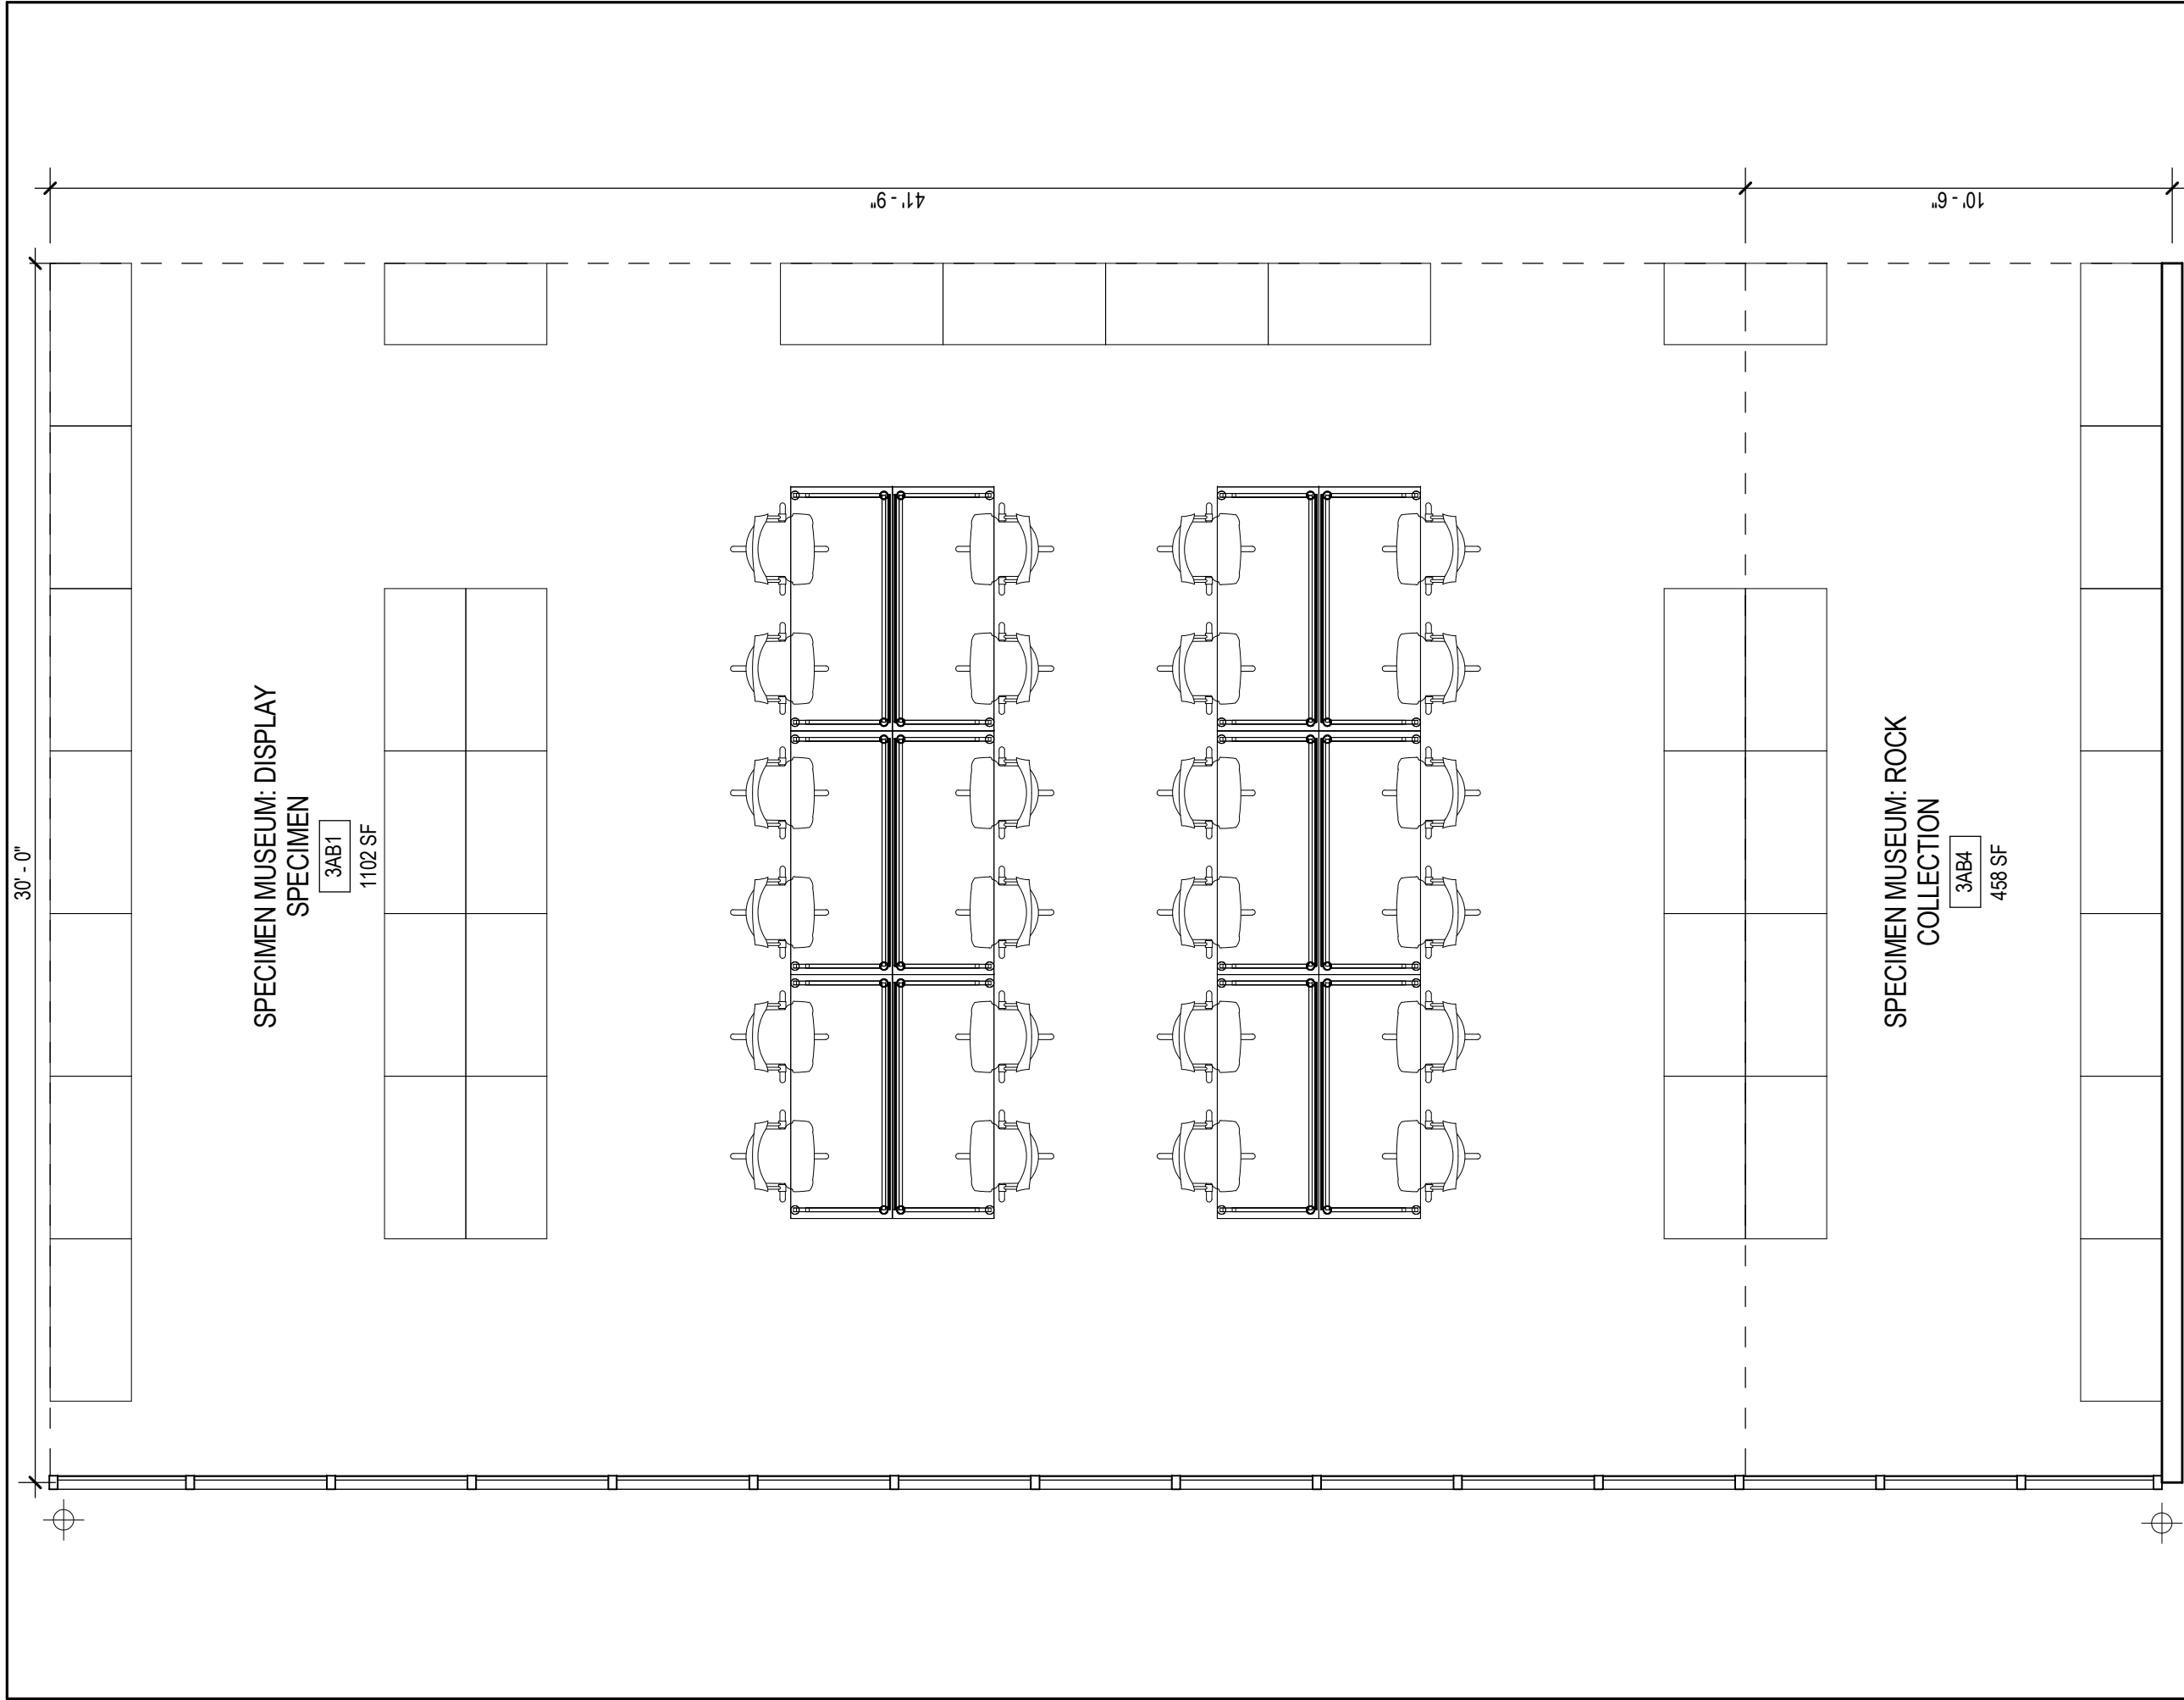 30' - 0"
41' - 9"
10' - 6"
SPECIMEN MUSEUM: DISPLAY
SPECIMEN
3AB1
1102 SF
SPECIMEN MUSEUM: ROCK
COLLECTION
3AB4
458 SF